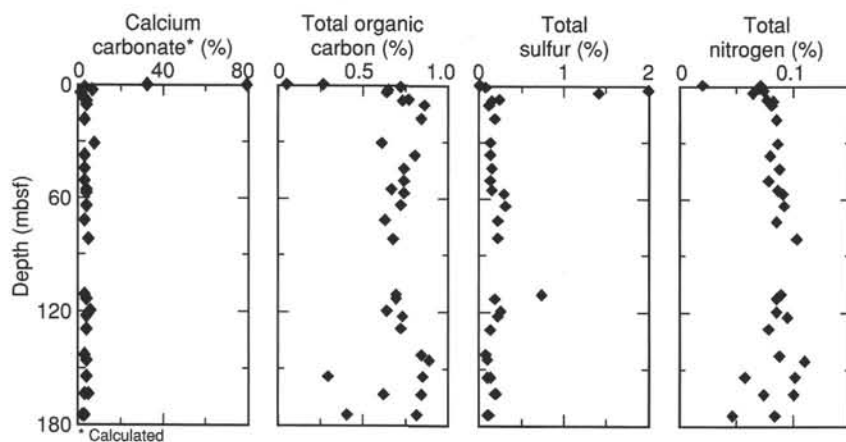 Calcium
carbonate* (%)
Total organic
carbon (%)
Total
sulfur (%)
Total
nitrogen (%)
0 40 80
0.5 1.0
0 1 2
0 0.1
Depth (mbsf)
0
60
120
180
* Calculated